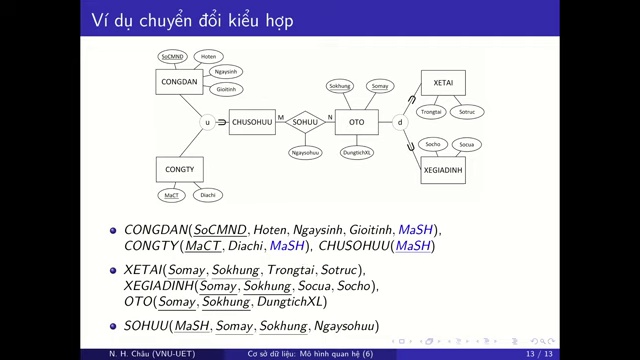 Ví dụ chuyển đổi kiểu hợp
SoCMND
Hoten
Ngaysinh
Gioitinh
CONGDAN
u
CHUSOHUU
M
SOHUU
N
OTO
Ngaysohuu
Sokhung
Somay
DungtichXL
d
XETAI
Trongtai
Sotruc
Socho
Socua
XEGIADINH
CONGTY
MaCT
Diachi
CONGDAN(SoCMND, Hoten, Ngaysinh, Gioitinh, MaSH),
CONGTY(MaCT, Diachi, MaSH), CHUSOHUU(MaSH)
XETAI(Somay, Sokhung, Trongtai, Sotruc),
XEGIADINH(Somay, Sokhung, Socua, Socho),
OTO(Somay, Sokhung, DungtichXL)
SOHUU(MaSH, Somay, Sokhung, Ngaysohuu)
N. H. Châu (VNU-UET)
Cơ sở dữ liệu: Mô hình quan hệ (6)
13 / 13